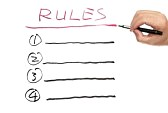 RULES
①
②
③
④